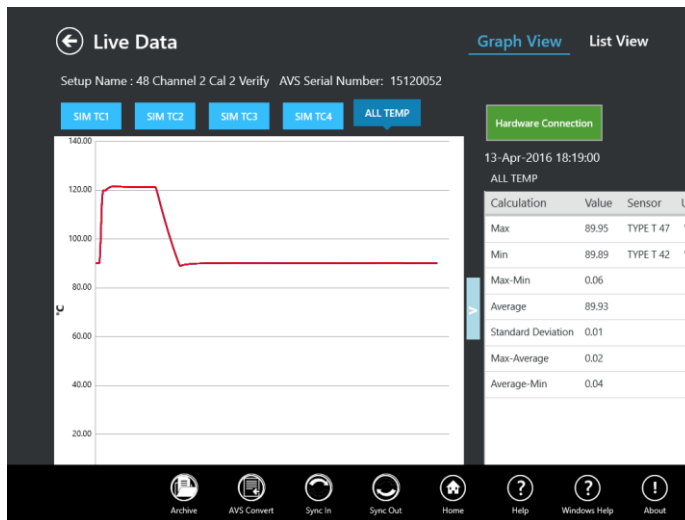 Live Data
Graph View List View
Setup Name : 48 Channel 2 Cal 2 Verify AVS Serial Number: 15120052
SIM TC1 SIM TC2 SIM TC3 SIM TC4 ALL TEMP
Hardware Connection
13-Apr-2016 18:19:00
ALL TEMP
Calculation Value Sensor
Max 89.95 TYPE T 47
Min 89.89 TYPE T 42
Max-Min 0.06
Average 89.93
Standard Deviation 0.01
Max-Average 0.02
Average-Min 0.04
140.00
120.00
100.00
80.00
°C
60.00
40.00
20.00
>
Archive AVS Convert Sync In Sync Out Home Help Windows Help About